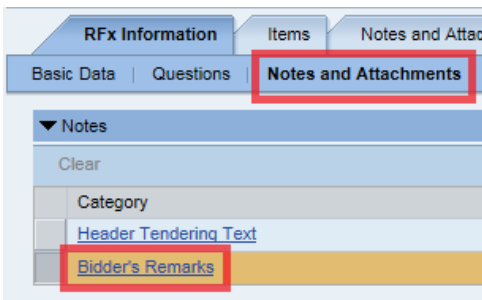 RFx Information Items Notes and Attac
Basic Data | Questions | Notes and Attachments
Notes
Clear
Category
Header Tendering Text
Bidder's Remarks